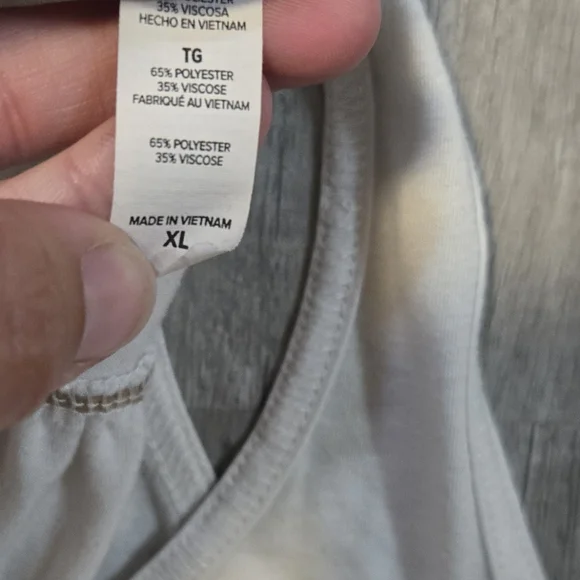 35% VISCOSA
HECHO EN VIETNAM
TG
65% POLYESTER
35% VISCOSE
FABRIQUÉ AU VIETNAM
65% POLYESTER
35% VISCOSE
MADE IN VIETNAM
XL